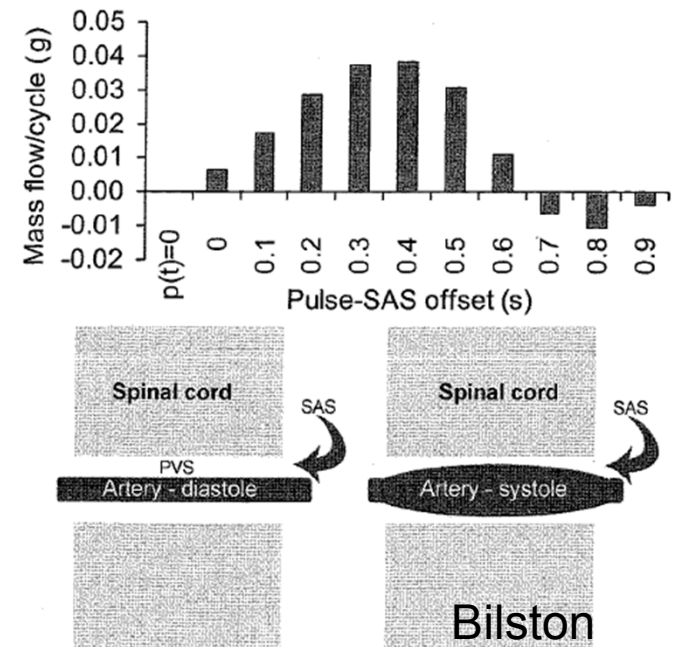 0.05
0.04
0.03
0.02
0.01
0.00
-0.01
-0.02
Mass flow/cycle (g)
p(t)=0 0 0.1 0.2 0.3 0.4 0.5 0.6 0.7 0.8 0.9
Pulse-SAS offset (s)
Spinal cord
SAS
PVS
Artery - diastole
Spinal cord
SAS
Artery - systole
Bilston